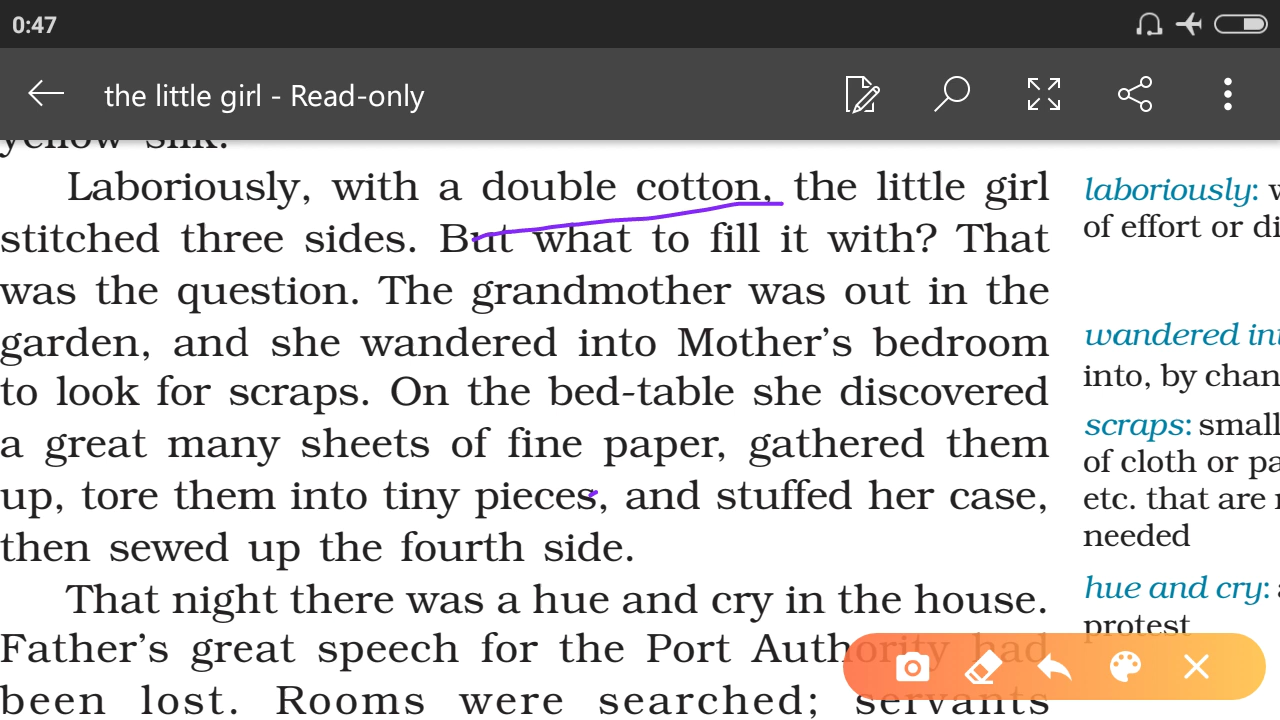 0:47
the little girl - Read-only
yellow silk.
Laboriously, with a double cotton, the little girl
stitched three sides. But what to fill it with? That
was the question. The grandmother was out in the
garden, and she wandered into Mother's bedroom
to look for scraps. On the bed-table she discovered
a great many sheets of fine paper, gathered them
up, tore them into tiny pieces, and stuffed her case,
then sewed up the fourth side.
That night there was a hue and cry in the house.
Father's great speech for the Port Authority had
been lost. Rooms were searched; servants
laboriously:
of effort or
wandered
into, by
scraps: small
of cloth or
etc. that are
needed
hue and cry:
protest